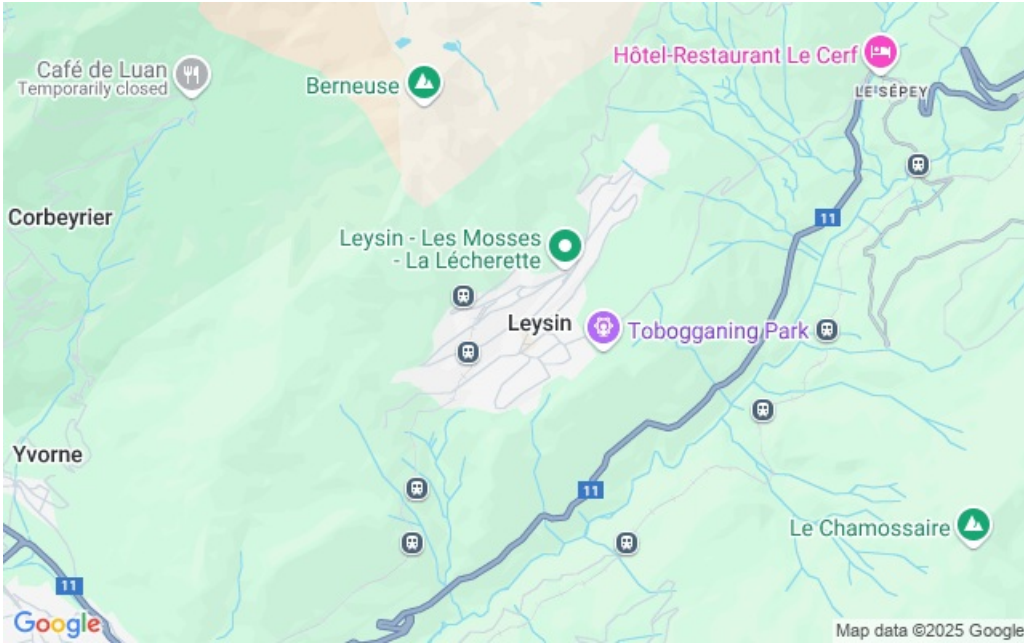 Hôtel-Restaurant Le Cerf
Café de Luan
Temporarily closed
Berneuse
LE SÉPEY
Corbeyrier
11
Leysin - Les Mosses
- La Lécherette
Leysin
Tobogganing Park
Yvorne
11
Le Chamossaire
11
Google
Map data ©2025 Google